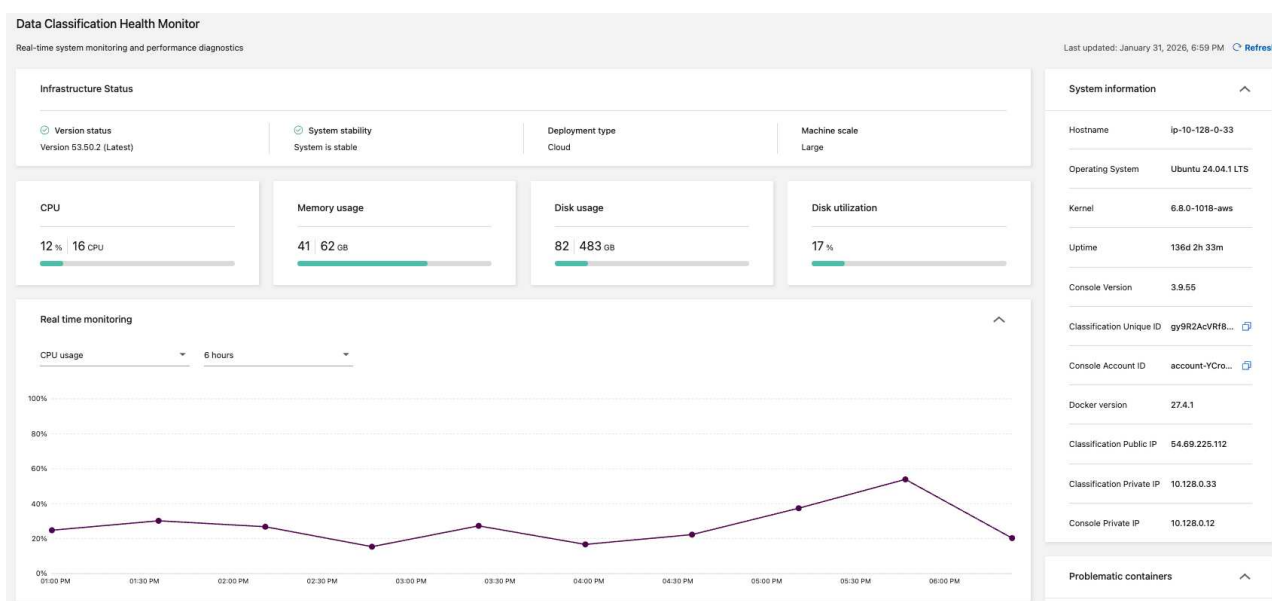 Data Classification Health Monitor
Real-time system monitoring and performance diagnostics
Last updated: January 31, 2026, 6:59 PM Refresh
Infrastructure Status
Version status
Version 53.50.2 (Latest)
System stability
System is stable
Deployment type
Cloud
Machine scale
Large
CPU
12 % 16 CPU
Memory usage
41 62 GB
Disk usage
82 483 GB
Disk utilization
17 %
Real time monitoring
CPU usage 6 hours
100%
80%
60%
40%
20%
0%
01:00 PM 01:30 PM 02:00 PM 02:30 PM 03:00 PM 03:30 PM 04:00 PM 04:30 PM 05:00 PM 05:30 PM 06:00 PM
System information
Hostname ip-10-128-0-33
Operating System Ubuntu 24.04.1 LTS
Kernel 6.8.0-1018-aws
Uptime 136d 2h 33m
Console Version 3.9.55
Classification Unique ID gy9R2AcVRf8...
Console Account ID account-YCro...
Docker version 27.4.1
Classification Public IP 54.69.225.112
Classification Private IP 10.128.0.33
Console Private IP 10.128.0.12
Problematic containers